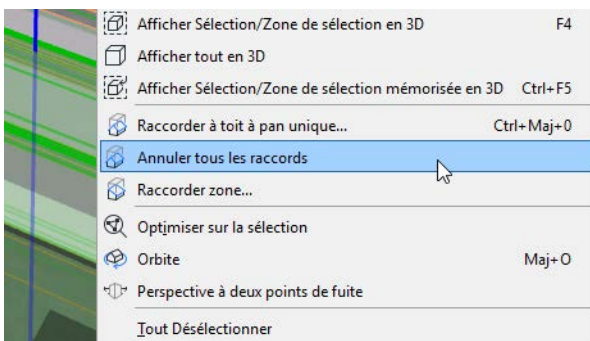 Afficher Sélection/Zone de sélection en 3D F4
Afficher tout en 3D
Afficher Sélection/Zone de sélection mémorisée en 3D Ctrl+F5
Raccorder à toit à pan unique... Ctrl+Maj+0
Annuler tous les raccords
Raccorder zone...
Optimiser sur la sélection
Orbite Maj+O
Perspective à deux points de fuite
Tout Désélectionner